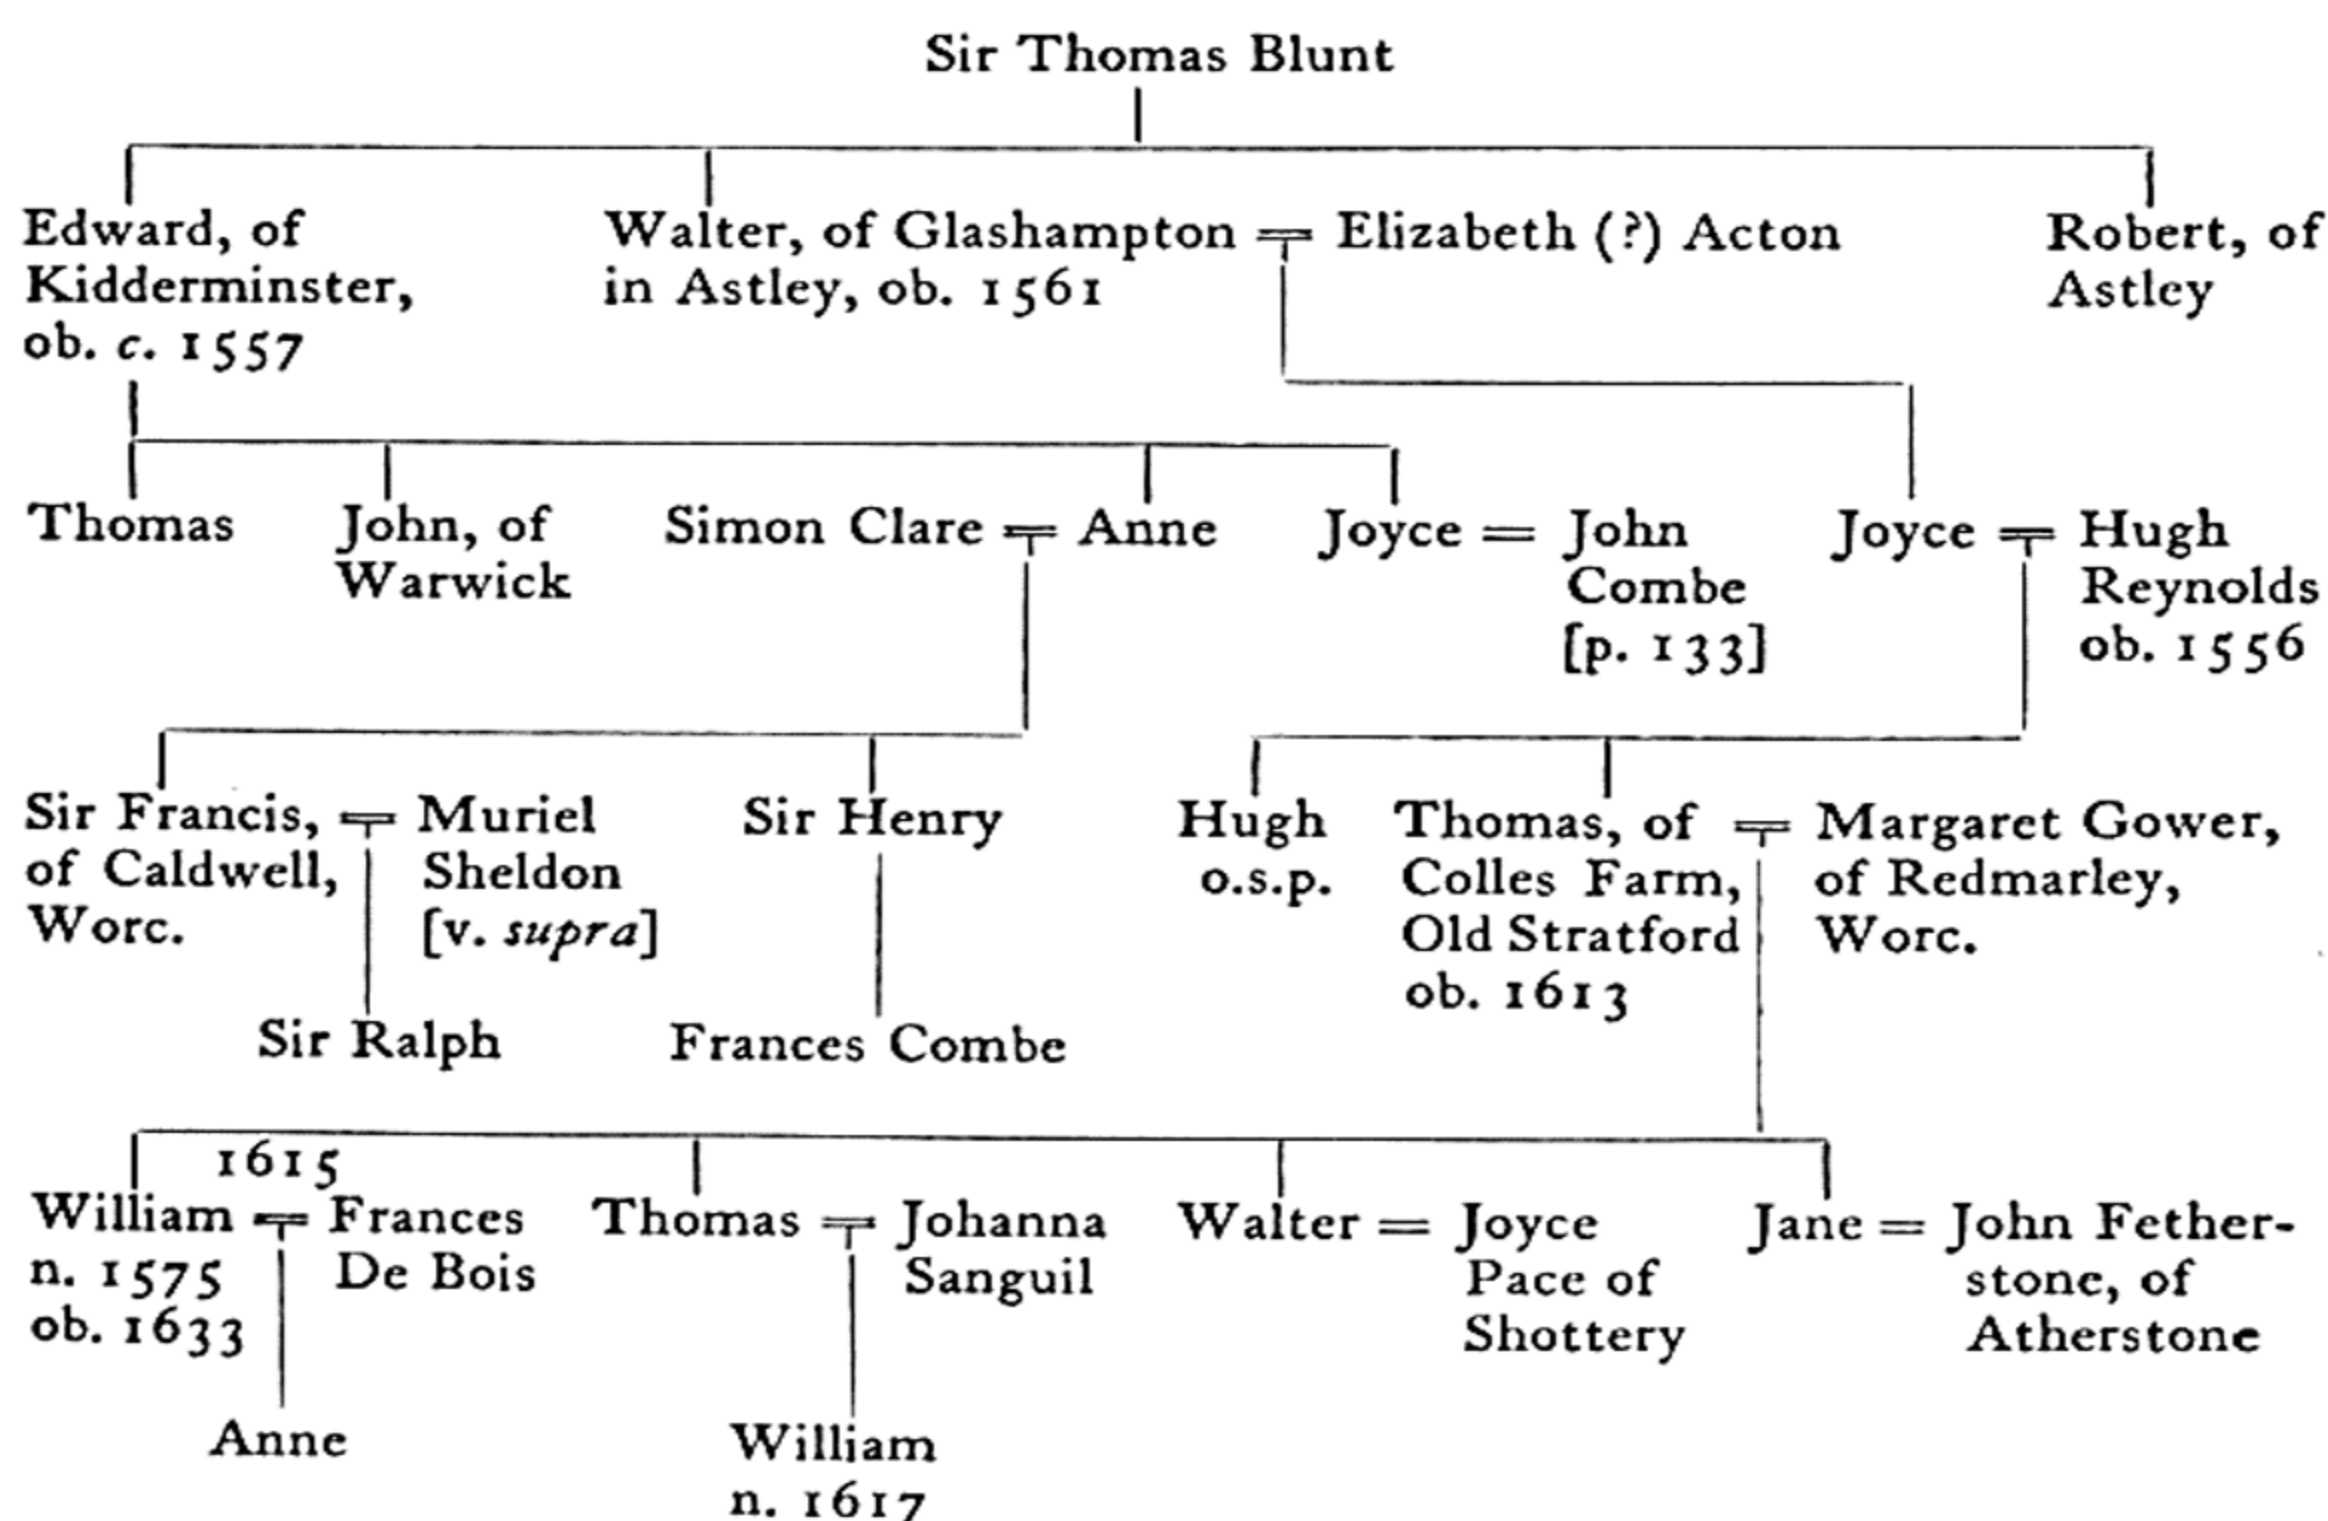 Sir Thomas Blunt
Edward, of
Kidderminster,
ob. c. 1557
Walter, of Glashampton = Elizabeth (?) Acton
in Astley, ob. 1561
Robert, of
Astley
Thomas
John, of
Warwick
Simon Clare = Anne
Joyce = John
Combe
[p. 133]
Joyce = Hugh
Reynolds
ob. 1556
Sir Francis, = Muriel
of Caldwell, Sheldon
Worc. [v. supra]
Sir Henry
Hugh
o.s.p.
Thomas, of = Margaret Gower,
Colles Farm, of Redmarley,
Old Stratford Worc.
ob. 1613
Sir Ralph
Frances Combe
1615
William = Frances
n. 1575 De Bois
ob. 1633
Thomas = Johanna
Sanguil
Walter = Joyce
Pace of
Shottery
Jane = John Fether-
stone, of
Atherstone
Anne
William
n. 1617